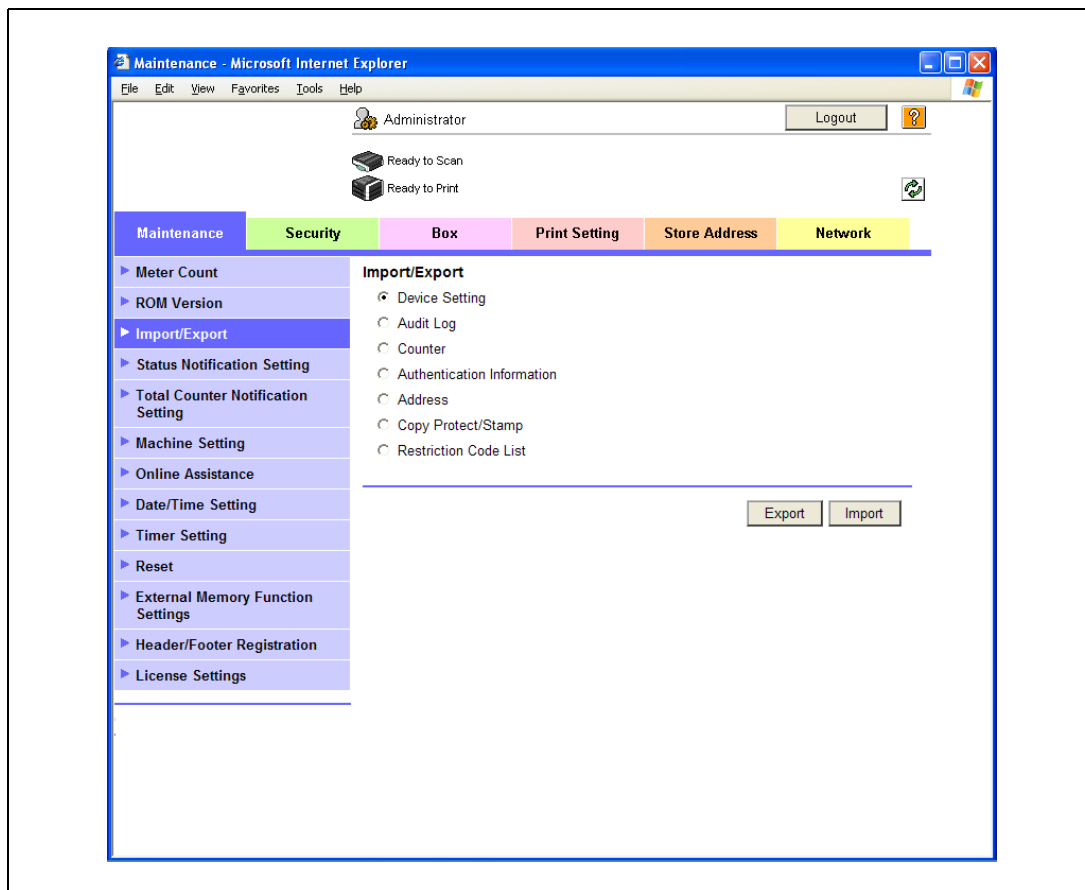 Maintenance - Microsoft Internet Explorer
File Edit View Favorites Tools Help
Administrator
Logout
?
Ready to Scan
Ready to Print
Maintenance Security Box Print Setting Store Address Network
Meter Count
ROM Version
Import/Export
Status Notification Setting
Total Counter Notification
Setting
Machine Setting
Online Assistance
Date/Time Setting
Timer Setting
Reset
External Memory Function
Settings
Header/Footer Registration
License Settings
Import/Export
Device Setting
Audit Log
Counter
Authentication Information
Address
Copy Protect/Stamp
Restriction Code List
Export Import